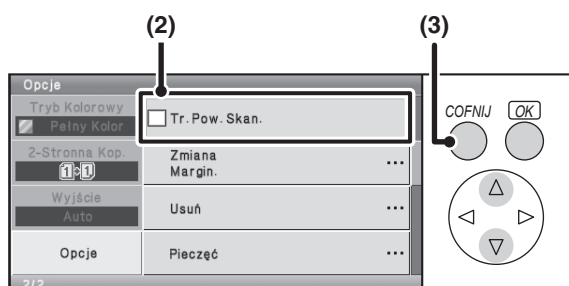 (2)
(3)
Opcje
Tryb Kolorowy
Pełny Kolor
Tr. Pow. Skan.
COFNIJ
OK
2-Stronna Kop.
1 1
Zmiana
Margin.
...
Wyjście
Auto
Usuń
...
Opcje
Pieczęć
...
2/2